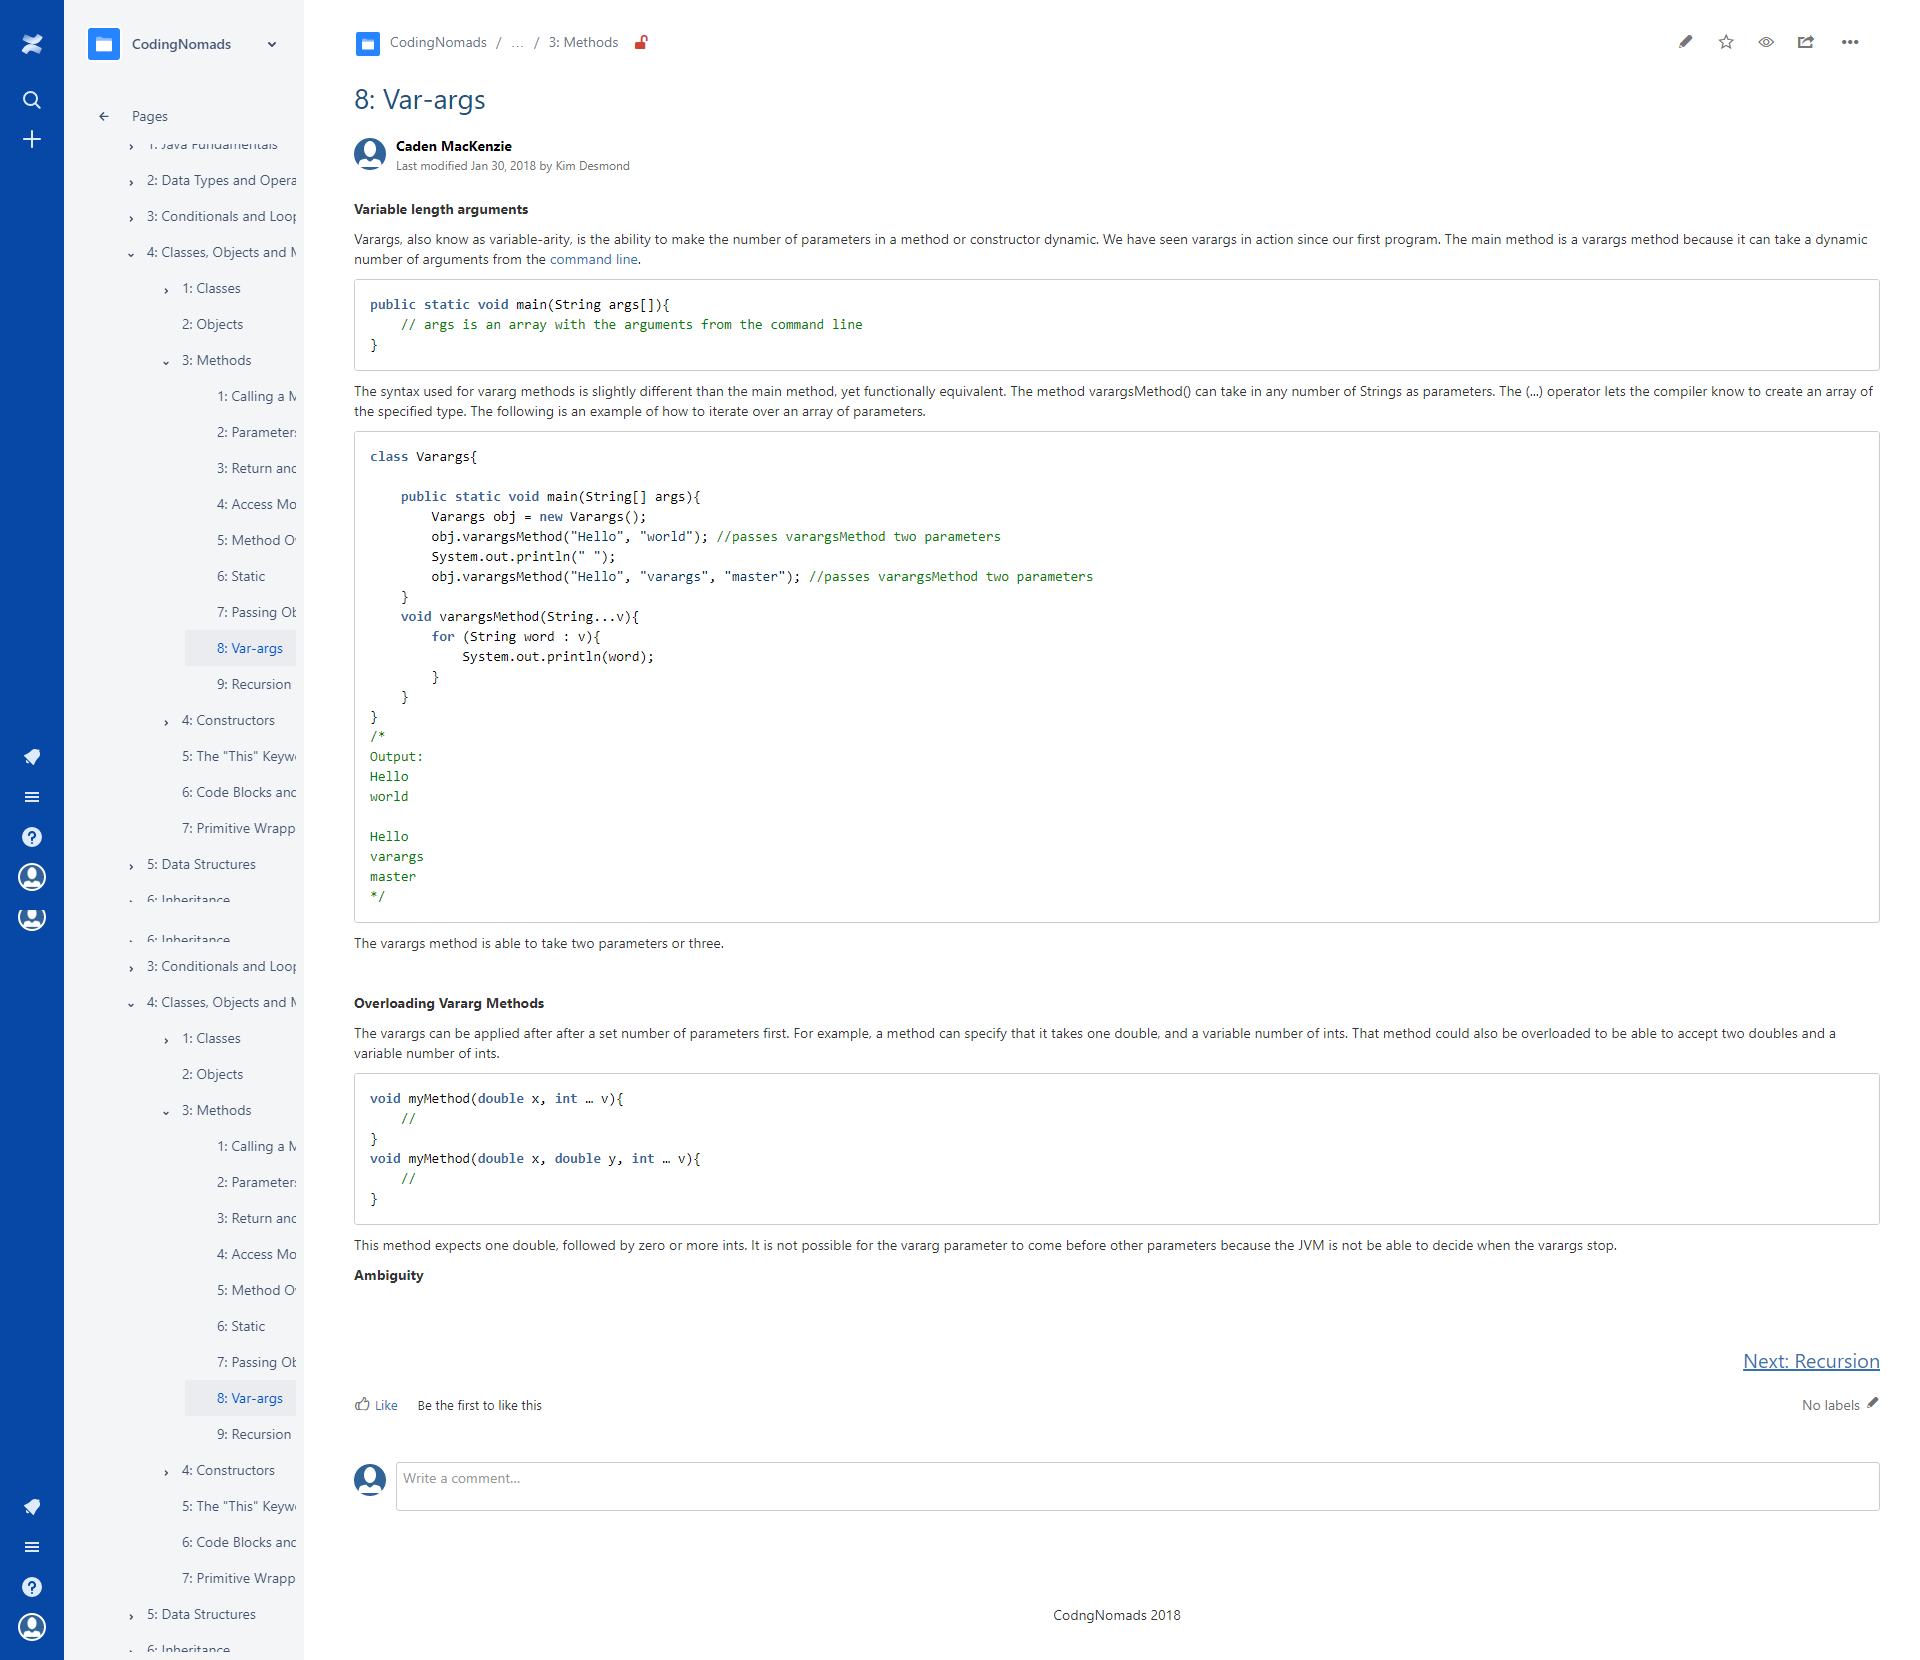 CodingNomads
Pages
1: Java Fundamentals
2: Data Types and Opera
3: Conditionals and Loop
4: Classes, Objects and M
1: Classes
2: Objects
3: Methods
1: Calling a M
2: Parameters
3: Return and
4: Access Mo
5: Method Ov
6: Static
7: Passing Ob
8: Var-args
9: Recursion
4: Constructors
5: The "This" Keywo
6: Code Blocks and
7: Primitive Wrapp
5: Data Structures
6: Inheritance
6: Inheritance
3: Conditionals and Loop
4: Classes, Objects and M
1: Classes
2: Objects
3: Methods
1: Calling a M
2: Parameters
3: Return and
4: Access Mo
5: Method Ov
6: Static
7: Passing Ob
8: Var-args
9: Recursion
4: Constructors
5: The "This" Keywo
6: Code Blocks and
7: Primitive Wrapp
5: Data Structures
6: Inheritance
CodingNomads / ... / 3: Methods
8: Var-args
Caden MacKenzie
Last modified Jan 30, 2018 by Kim Desmond
Variable length arguments
Varargs, also know as variable-arity, is the ability to make the number of parameters in a method or constructor dynamic. We have seen varargs in action since our first program. The main method is a varargs method because it can take a dynamic
number of arguments from the command line.
public static void main(String args[]){
// args is an array with the arguments from the command line
}
The syntax used for vararg methods is slightly different than the main method, yet functionally equivalent. The method varargsMethod() can take in any number of Strings as parameters. The (...) operator lets the compiler know to create an array of
the specified type. The following is an example of how to iterate over an array of parameters.
class Varargs{
public static void main(String[] args){
Varargs obj = new Varargs();
obj.varargsMethod("Hello", "world"); //passes varargsMethod two parameters
System.out.println(" ");
obj.varargsMethod("Hello", "varargs", "master"); //passes varargsMethod two parameters
}
void varargsMethod(String...v){
for (String word : v){
System.out.println(word);
}
}
}
/*
Output:
Hello
world
Hello
varargs
master
*/
The varargs method is able to take two parameters or three.
Overloading Vararg Methods
The varargs can be applied after after a set number of parameters first. For example, a method can specify that it takes one double, and a variable number of ints. That method could also be overloaded to be able to accept two doubles and a
variable number of ints.
void myMethod(double x, int … v){
//
}
void myMethod(double x, double y, int … v){
//
}
This method expects one double, followed by zero or more ints. It is not possible for the vararg parameter to come before other parameters because the JVM is not be able to decide when the varargs stop.
Ambiguity
Next: Recursion
Like Be the first to like this
No labels
Write a comment...
CodngNomads 2018